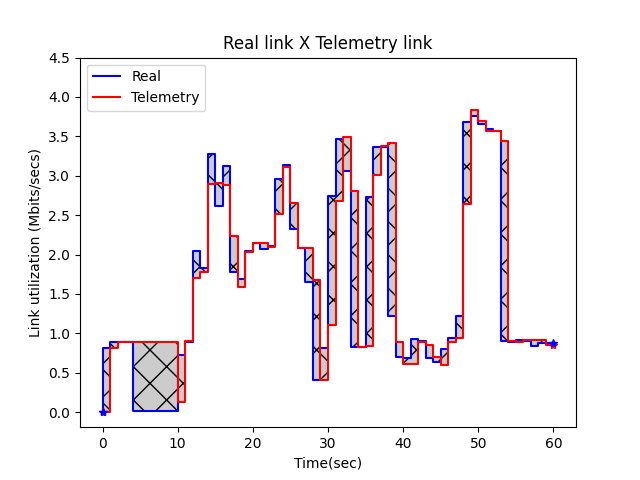 Real link X Telemetry link
Real
Telemetry
Link utilization (Mbits/secs)
4.5
4.0
3.5
3.0
2.5
2.0
1.5
1.0
0.5
0.0
0 10 20 30 40 50 60
Time(sec)